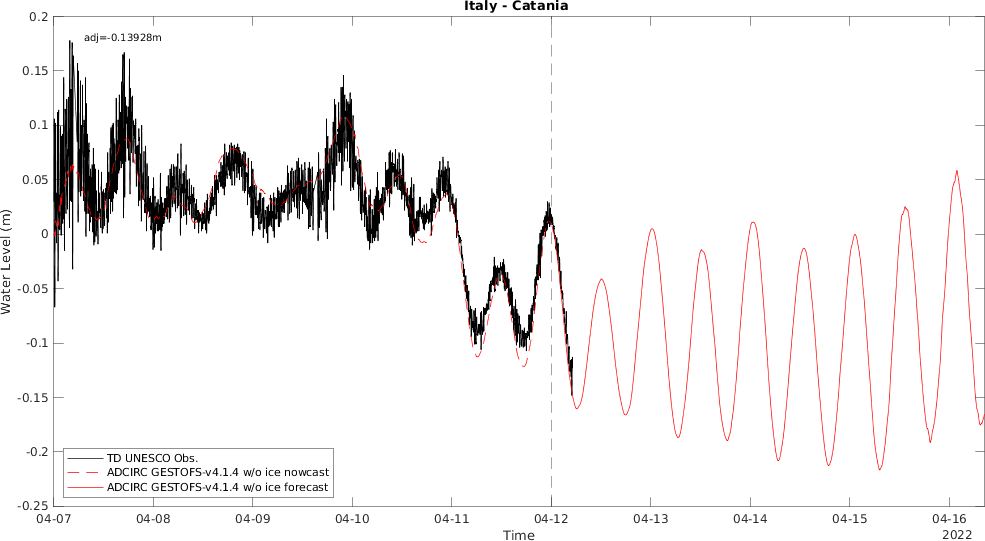 Italy - Catania
adj=-0.13928m
0.2
0.15
0.1
0.05
0
-0.05
-0.1
-0.15
-0.2
-0.25
Water Level (m)
TD UNESCO Obs.
ADCIRC GESTOFS-v4.1.4 w/o ice nowcast
ADCIRC GESTOFS-v4.1.4 w/o ice forecast
04-07 04-08 04-09 04-10 04-11 04-12 04-13 04-14 04-15 04-16
Time
2022